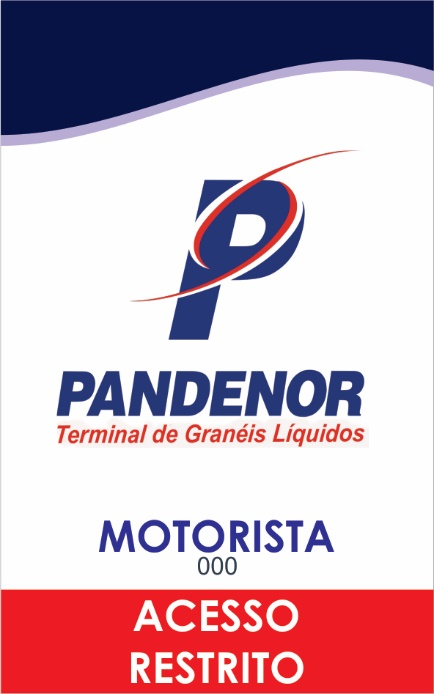 PANDENOR
Terminal de Granéis Líquidos
MOTORISTA
000
ACESSO
RESTRITO